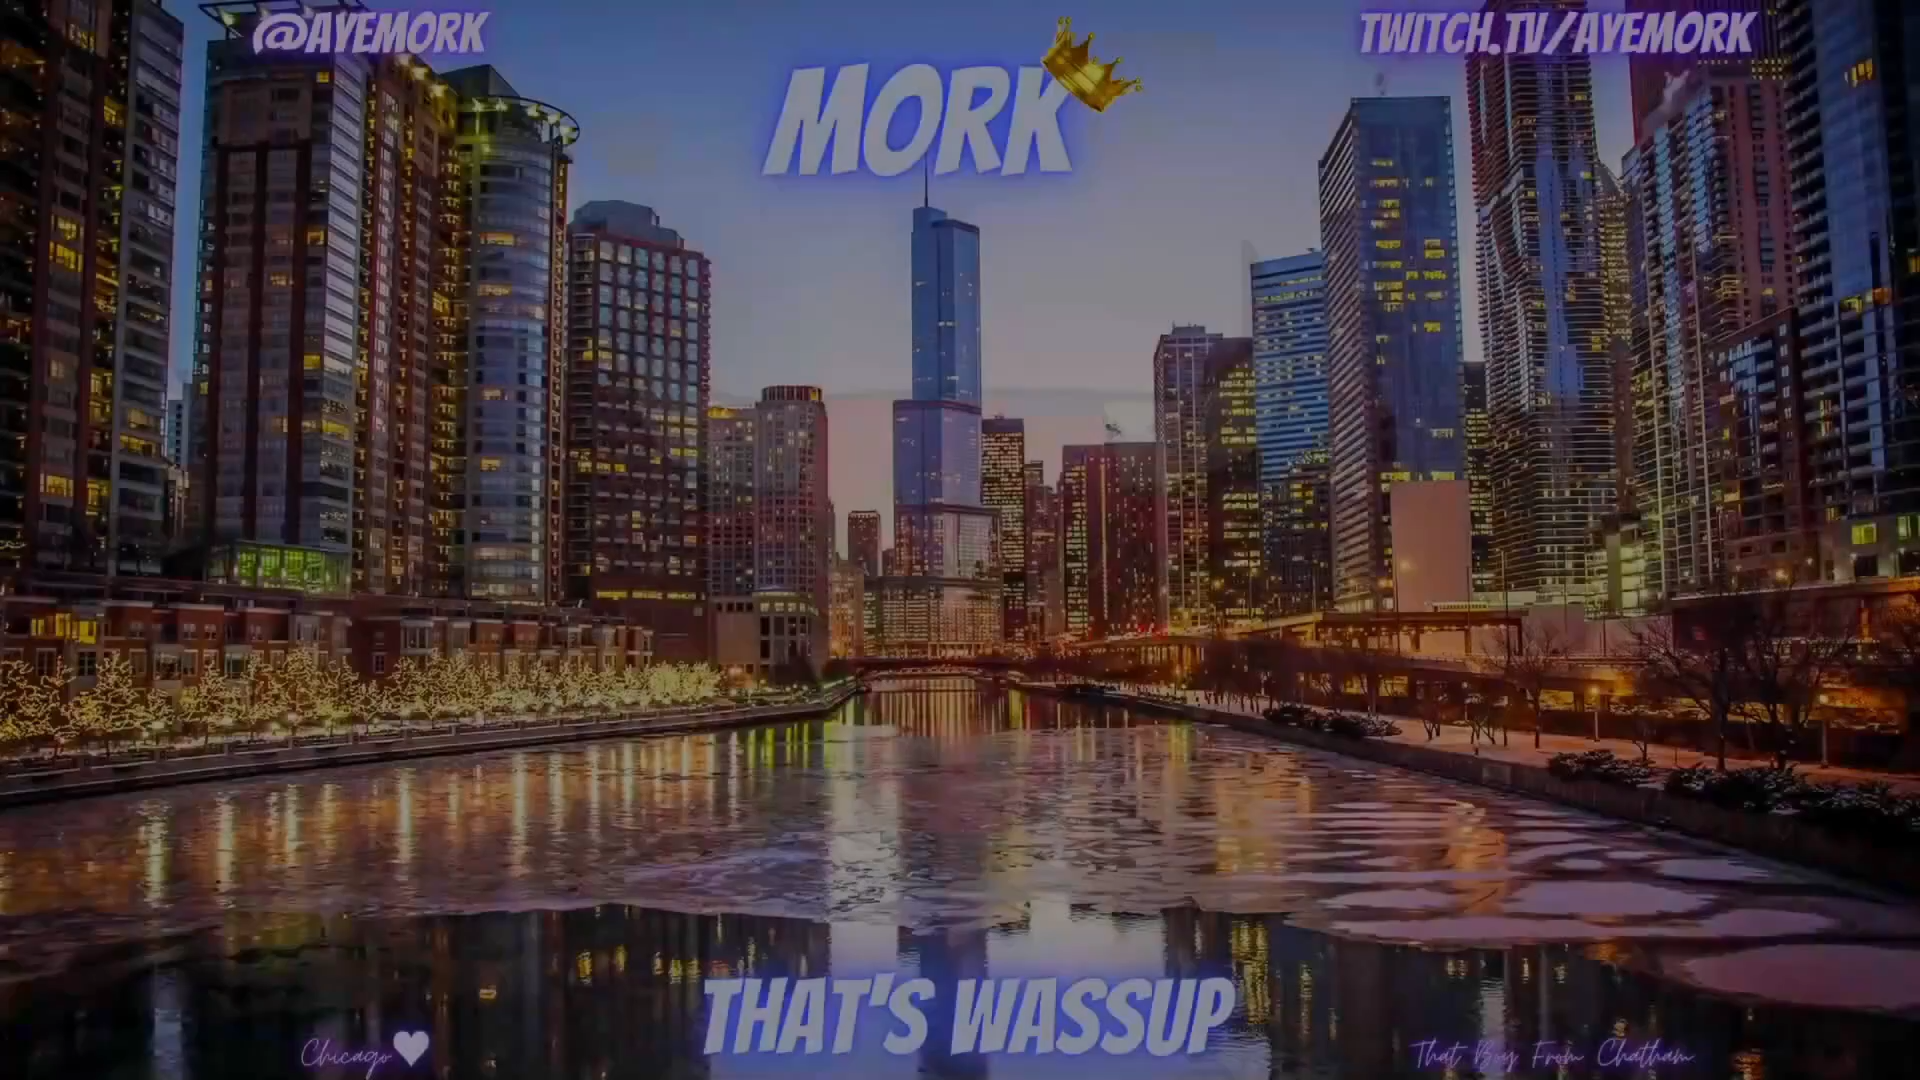 @AYEMORK
TWITCH.TV/AYEMORK
MORK
THAT'S WASSUP
Chicago
That Boy From Chatham